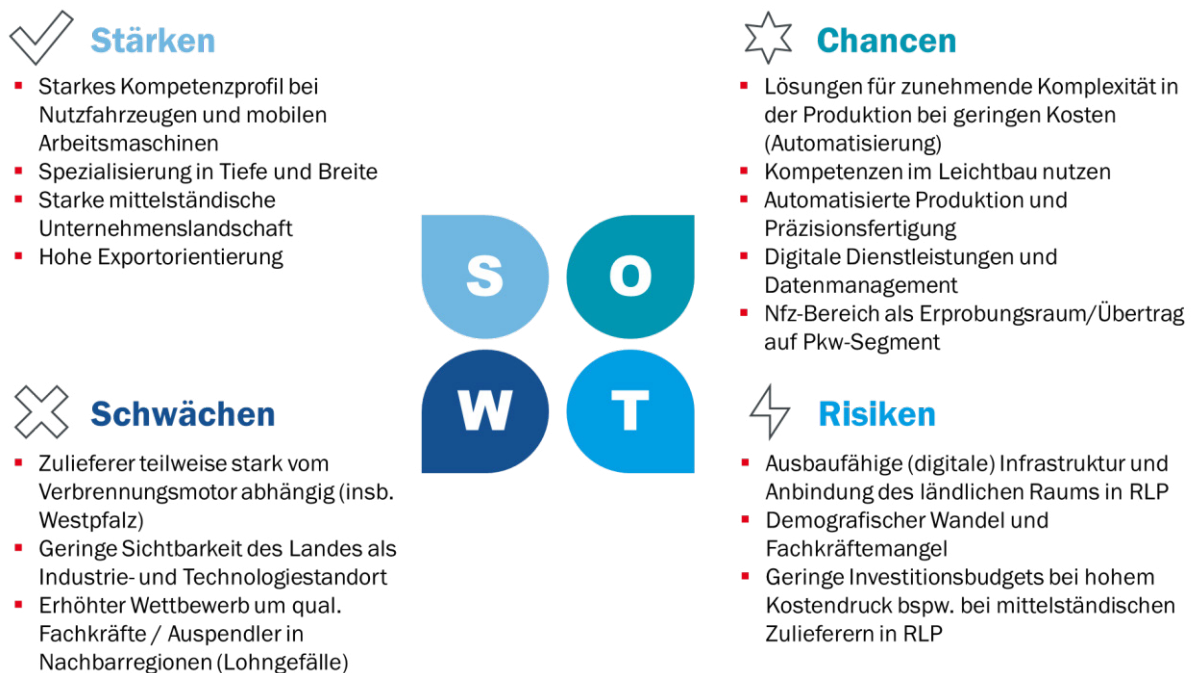 Stärken
▪ Starkes Kompetenzprofil bei
Nutzfahrzeugen und mobilen
Arbeitsmaschinen
▪ Spezialisierung in Tiefe und Breite
▪ Starke mittelständische
Unternehmenslandschaft
▪ Hohe Exportorientierung
Chancen
▪ Lösungen für zunehmende Komplexität in
der Produktion bei geringen Kosten
(Automatisierung)
▪ Kompetenzen im Leichtbau nutzen
▪ Automatisierte Produktion und
Präzisionsfertigung
▪ Digitale Dienstleistungen und
Datenmanagement
▪ Nfz-Bereich als Erprobungsraum/Übertrag
auf Pkw-Segment
S
O
W
T
Schwächen
▪ Zulieferer teilweise stark vom
Verbrennungsmotor abhängig (insb.
Westpfalz)
▪ Geringe Sichtbarkeit des Landes als
Industrie- und Technologiestandort
▪ Erhöhter Wettbewerb um qual.
Fachkräfte / Auspendler in
Nachbarregionen (Lohngefälle)
Risiken
▪ Ausbaufähige (digitale) Infrastruktur und
Anbindung des ländlichen Raums in RLP
▪ Demografischer Wandel und
Fachkräftemangel
▪ Geringe Investitionsbudgets bei hohem
Kostendruck bspw. bei mittelständischen
Zulieferern in RLP